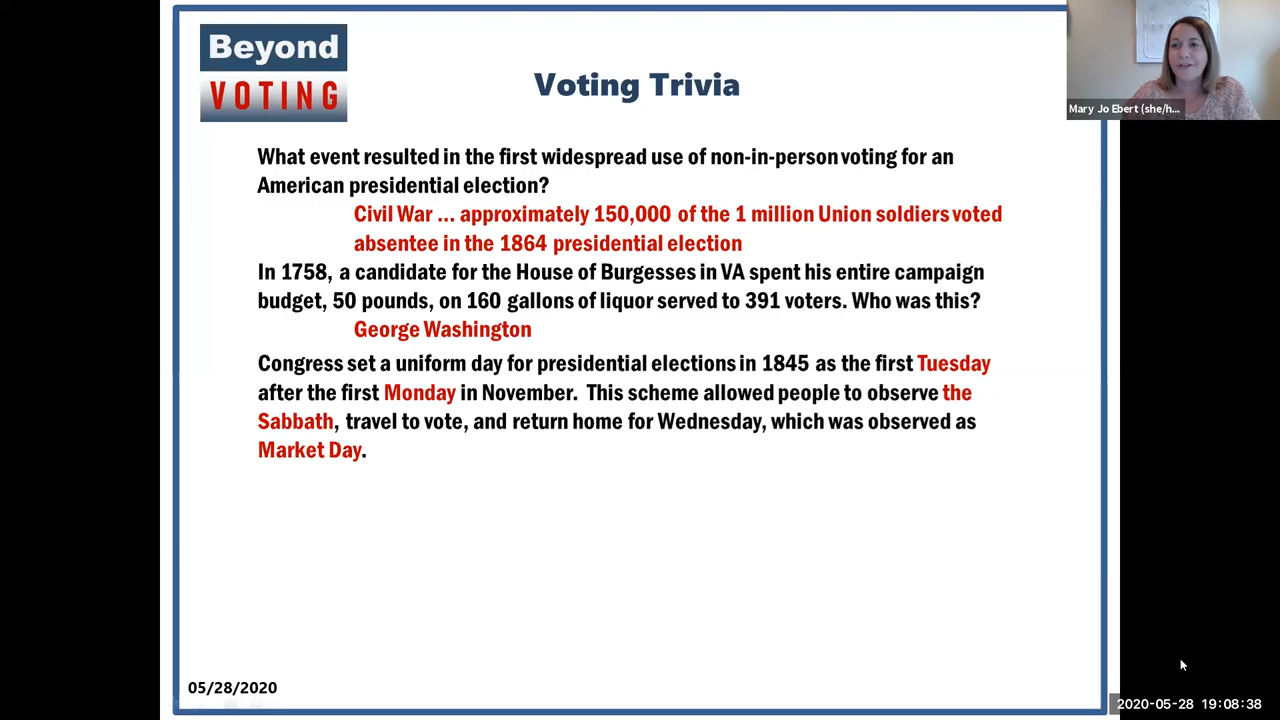 Beyond
VOTING
Voting Trivia
Mary Jo Ebert (she/h...
What event resulted in the first widespread use of non-in-person voting for an
American presidential election?
Civil War ... approximately 150,000 of the 1 million Union soldiers voted
absentee in the 1864 presidential election
In 1758, a candidate for the House of Burgesses in VA spent his entire campaign
budget, 50 pounds, on 160 gallons of liquor served to 391 voters. Who was this?
George Washington
Congress set a uniform day for presidential elections in 1845 as the first Tuesday
after the first Monday in November. This scheme allowed people to observe the
Sabbath, travel to vote, and return home for Wednesday, which was observed as
Market Day.
05/28/2020
2020-05-28 19:08:38